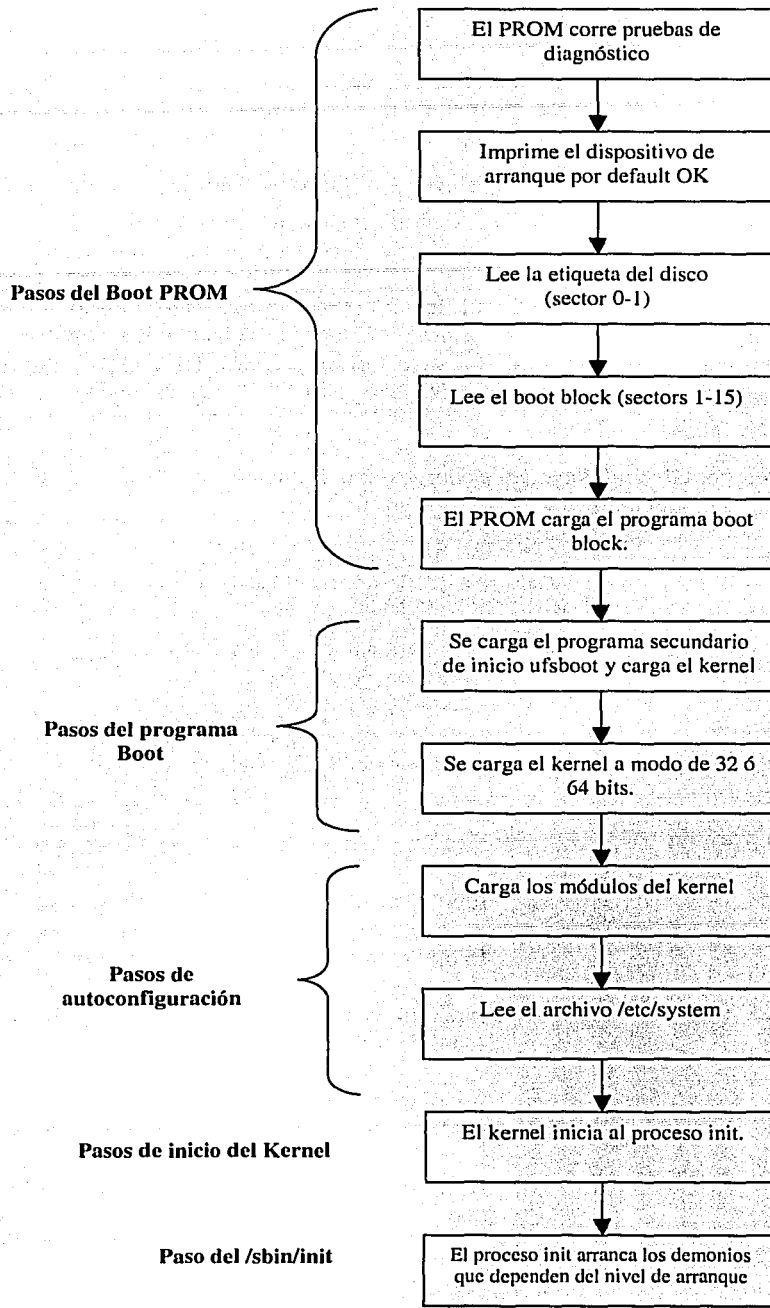 El PROM corre pruebas de
diagnóstico
Imprime el dispositivo de
arranque por default OK
Lee la etiqueta del disco
(sector 0-1)
Pasos del Boot PROM
Lee el boot block (sectors 1-15)
El PROM carga el programa boot
block.
Se carga el programa secundario
de inicio ufsboot y carga el kernel
Pasos del programa
Boot
Se carga el kernel a modo de 32 ó
64 bits.
Carga los módulos del kernel
Pasos de
autoconfiguración
Lee el archivo /etc/system
El kernel inicia al proceso init.
Pasos de inicio del Kernel
Paso del /sbin/init
El proceso init arranca los demonios
que dependen del nivel de arranque